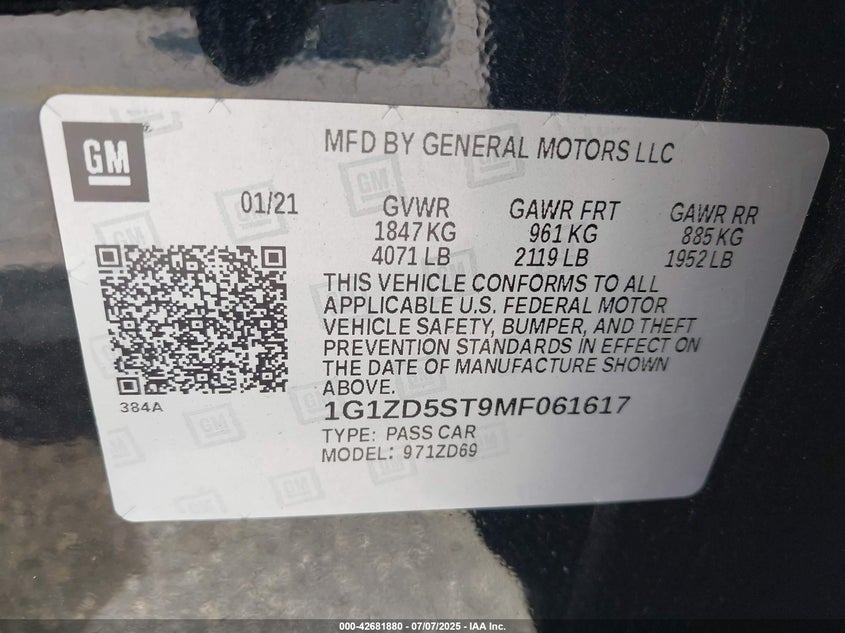 GM
MFD BY GENERAL MOTORS LLC
01/21
GVWR GAWR FRT GAWR RR
1847 KG 961 KG 885 KG
4071 LB 2119 LB 1952 LB
THIS VEHICLE CONFORMS TO ALL
APPLICABLE U.S. FEDERAL MOTOR
VEHICLE SAFETY, BUMPER, AND THEFT
PREVENTION STANDARDS IN EFFECT ON
THE DATE OF MANUFACTURE SHOWN
ABOVE.
384A
1G1ZD5ST9MF061617
TYPE: PASS CAR
MODEL: 971ZD69
000-42681880 - 07/07/2025 - IAA Inc.